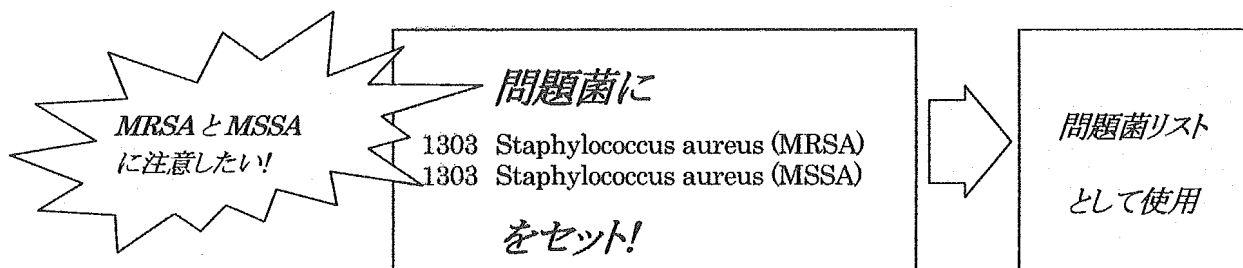 MRSAとMSSA
に注意したい!
問題菌に
1303 Staphylococcus aureus (MRSA)
1303 Staphylococcus aureus (MSSA)
をセット!
問題菌リスト
として使用